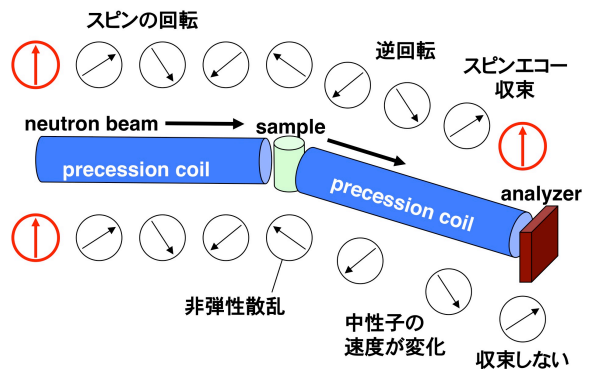 スピンの回転
逆回転
スピンエコー
収束
neutron beam
sample
precession coil
precession coil
analyzer
非弾性散乱
中性子の
速度が変化
収束しない